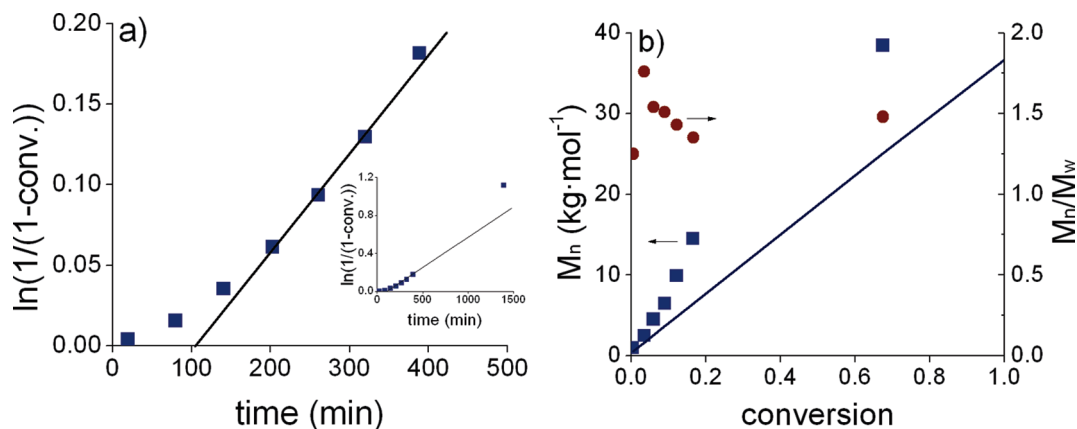 a)
ln(1/(1-conv.))
0.20
0.15
0.10
0.05
0.00
0 100 200 300 400 500
time (min)
ln(1/(1-conv.))
1.2
0.8
0.4
0.0
0 500 1000 1500
time (min)
b)
Mn (kg·mol-1)
40
30
20
10
0
0.0 0.2 0.4 0.6 0.8 1.0
conversion
2.0
1.5
1.0
0.5
0.0
Mn/Mw